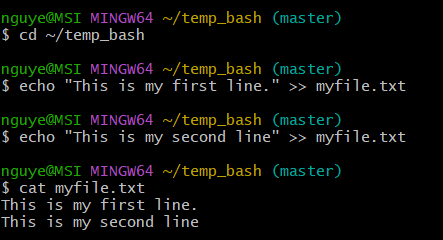 nguye@MSI MINGW64 ~/temp_bash (master)
$ cd ~/temp_bash
nguye@MSI MINGW64 ~/temp_bash (master)
$ echo "This is my first line." >> myfile.txt
nguye@MSI MINGW64 ~/temp_bash (master)
$ echo "This is my second line" >> myfile.txt
nguye@MSI MINGW64 ~/temp_bash (master)
$ cat myfile.txt
This is my first line.
This is my second line